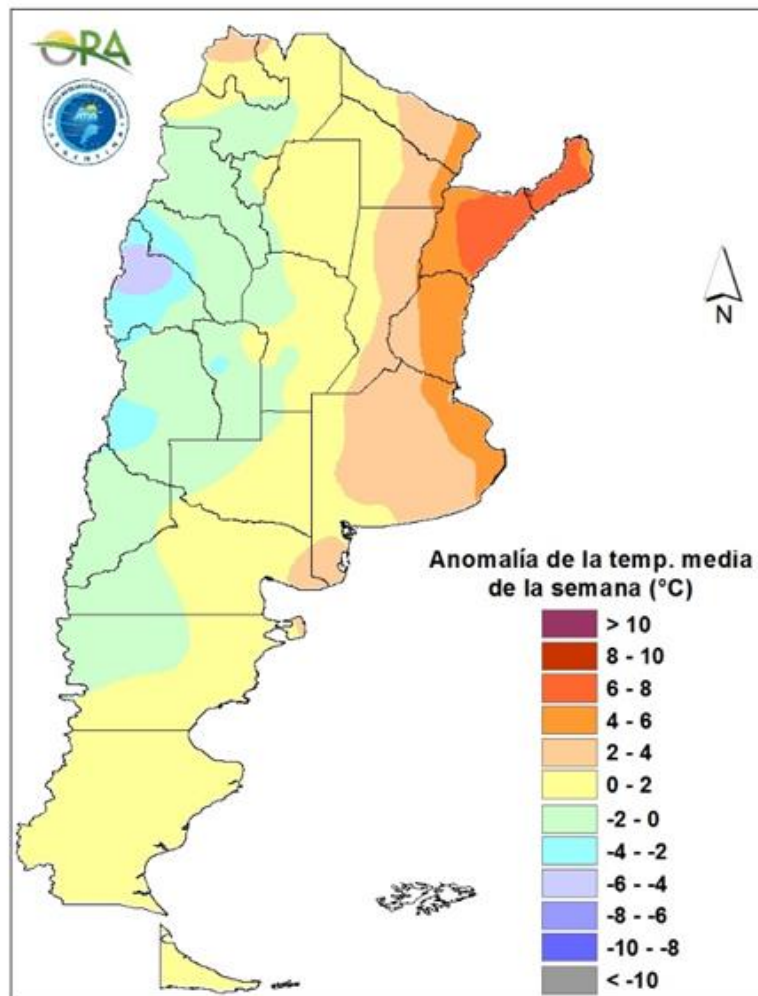 ORA
N
Anomalía de la temp. media
de la semana (°C)
> 10
8 - 10
6 - 8
4 - 6
2 - 4
0 - 2
-2 - 0
-4 - -2
-6 - -4
-8 - -6
-10 - -8
< -10